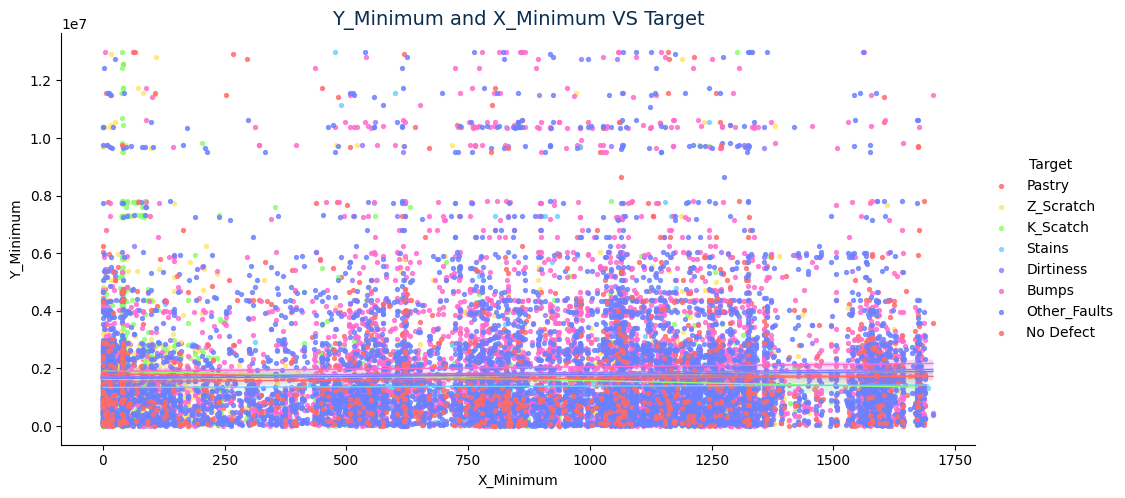 Y_Minimum and X_Minimum VS Target
1e7
1.2
1.0
0.8
0.6
0.4
0.2
0.0
Y_Minimum
0
250
500
750
1000
1250
1500
1750
X_Minimum
Target
Pastry
Z_Scratch
K_Scatch
Stains
Dirtiness
Bumps
Other_Faults
No Defect